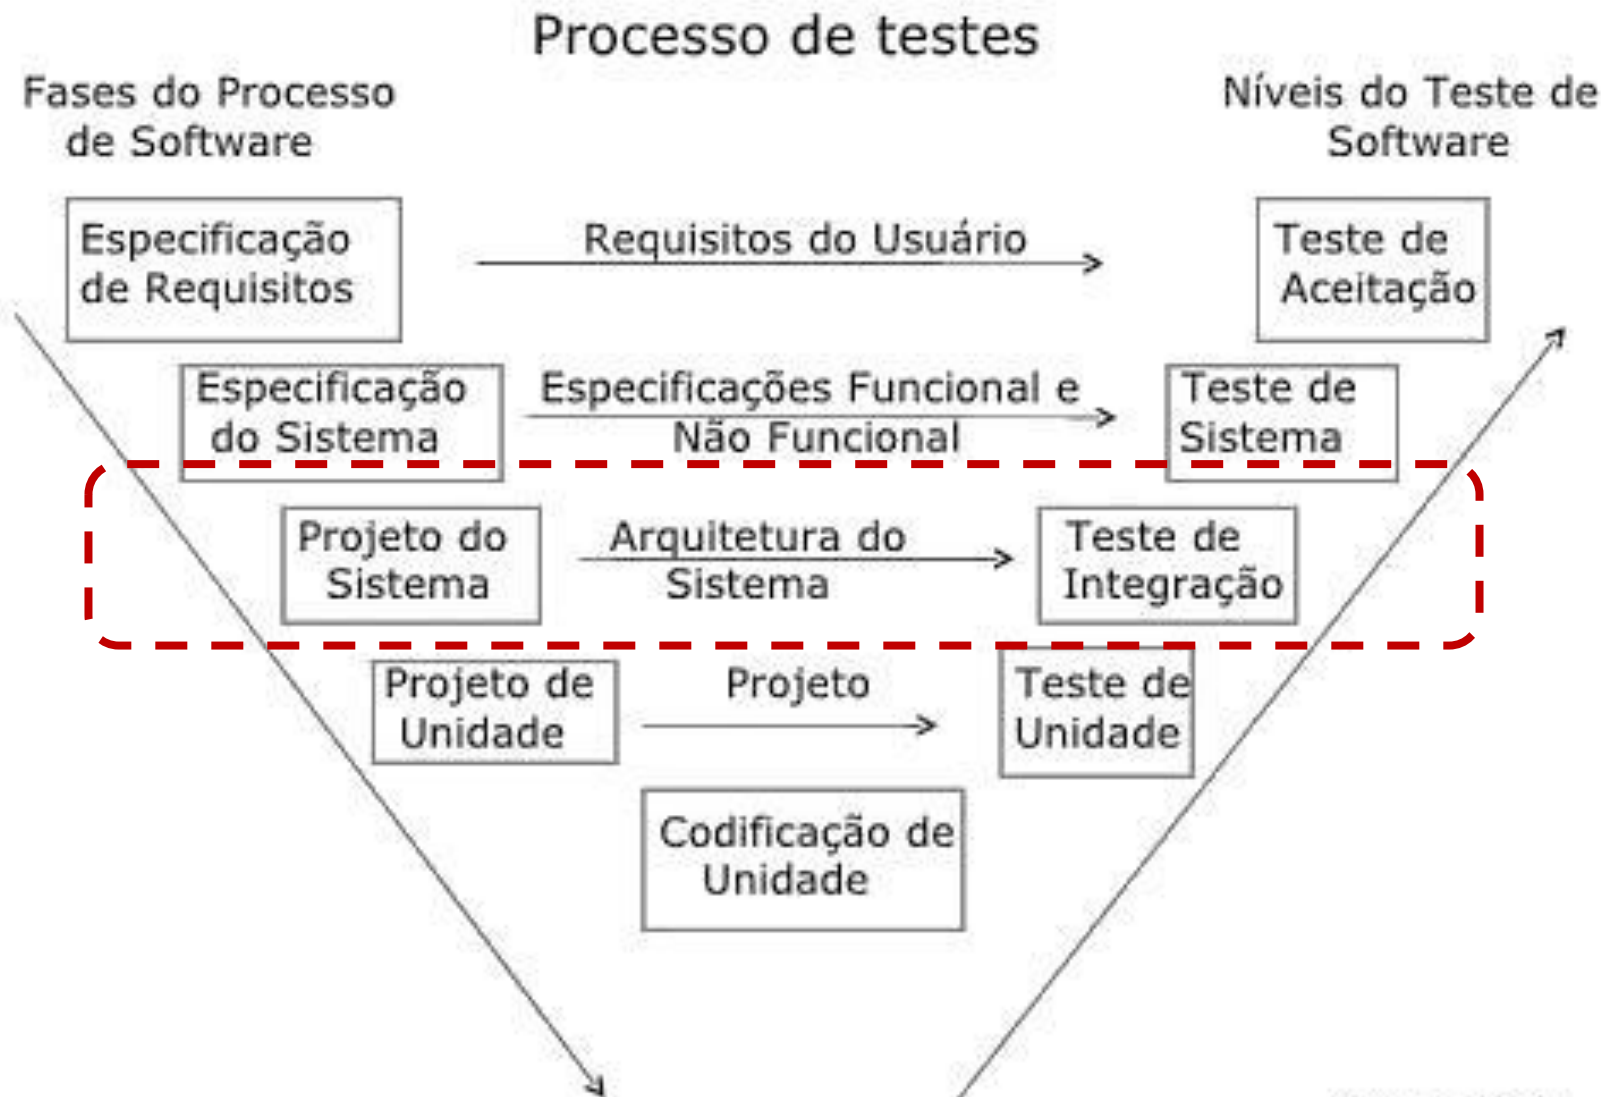 Processo de testes
Fases do Processo
de Software
Níveis do Teste de
Software
Especificação
de Requisitos
Requisitos do Usuário
Teste de
Aceitação
Especificação
do Sistema
Especificações Funcional e
Não Funcional
Teste de
Sistema
Projeto do
Sistema
Arquitetura do
Sistema
Teste de
Integração
Projeto de
Unidade
Projeto
Teste de
Unidade
Codificação de
Unidade